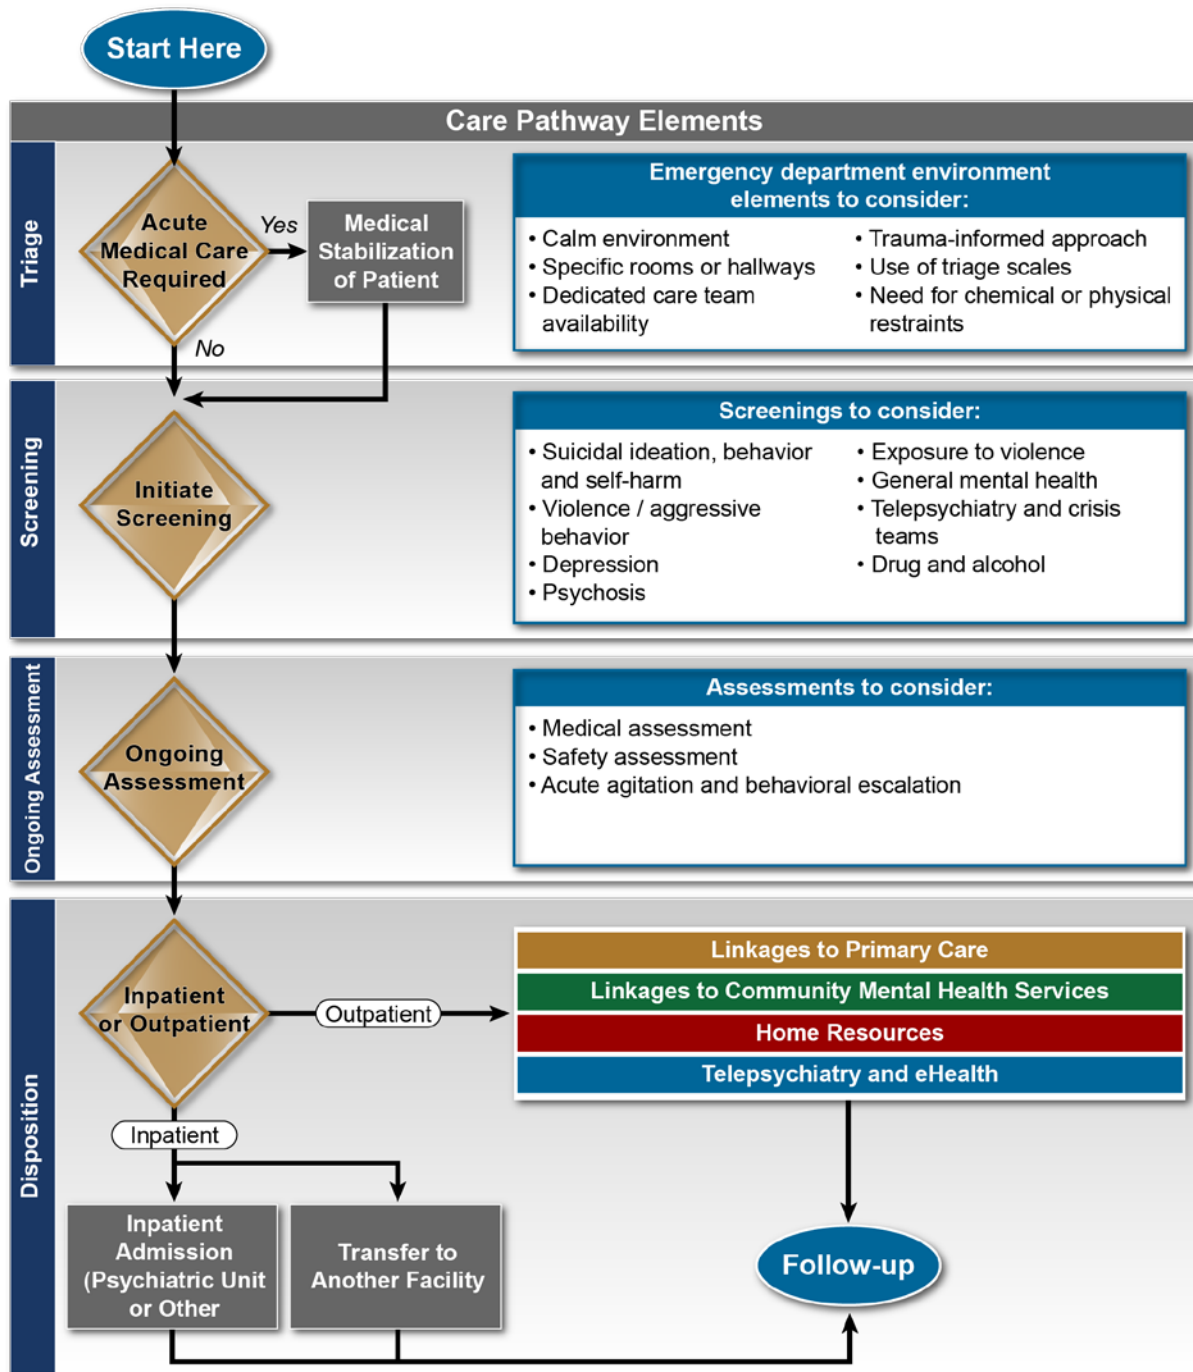 Start Here
Care Pathway Elements
Triage
Acute
Medical Care
Required
Yes
No
Medical
Stabilization
of Patient
Emergency department environment
elements to consider:
• Calm environment
• Specific rooms or hallways
• Dedicated care team
availability
• Trauma-informed approach
• Use of triage scales
• Need for chemical or physical
restraints
Screening
Initiate
Screening
Screenings to consider:
• Suicidal ideation, behavior
and self-harm
• Violence / aggressive
behavior
• Depression
• Psychosis
• Exposure to violence
• General mental health
• Telepsychiatry and crisis
teams
• Drug and alcohol
Ongoing Assessment
Ongoing
Assessment
Assessments to consider:
• Medical assessment
• Safety assessment
• Acute agitation and behavioral escalation
Disposition
Inpatient
or Outpatient
Outpatient
Linkages to Primary Care
Linkages to Community Mental Health Services
Home Resources
Telepsychiatry and eHealth
Inpatient
Inpatient
Admission
(Psychiatric Unit
or Other
Transfer to
Another Facility
Follow-up